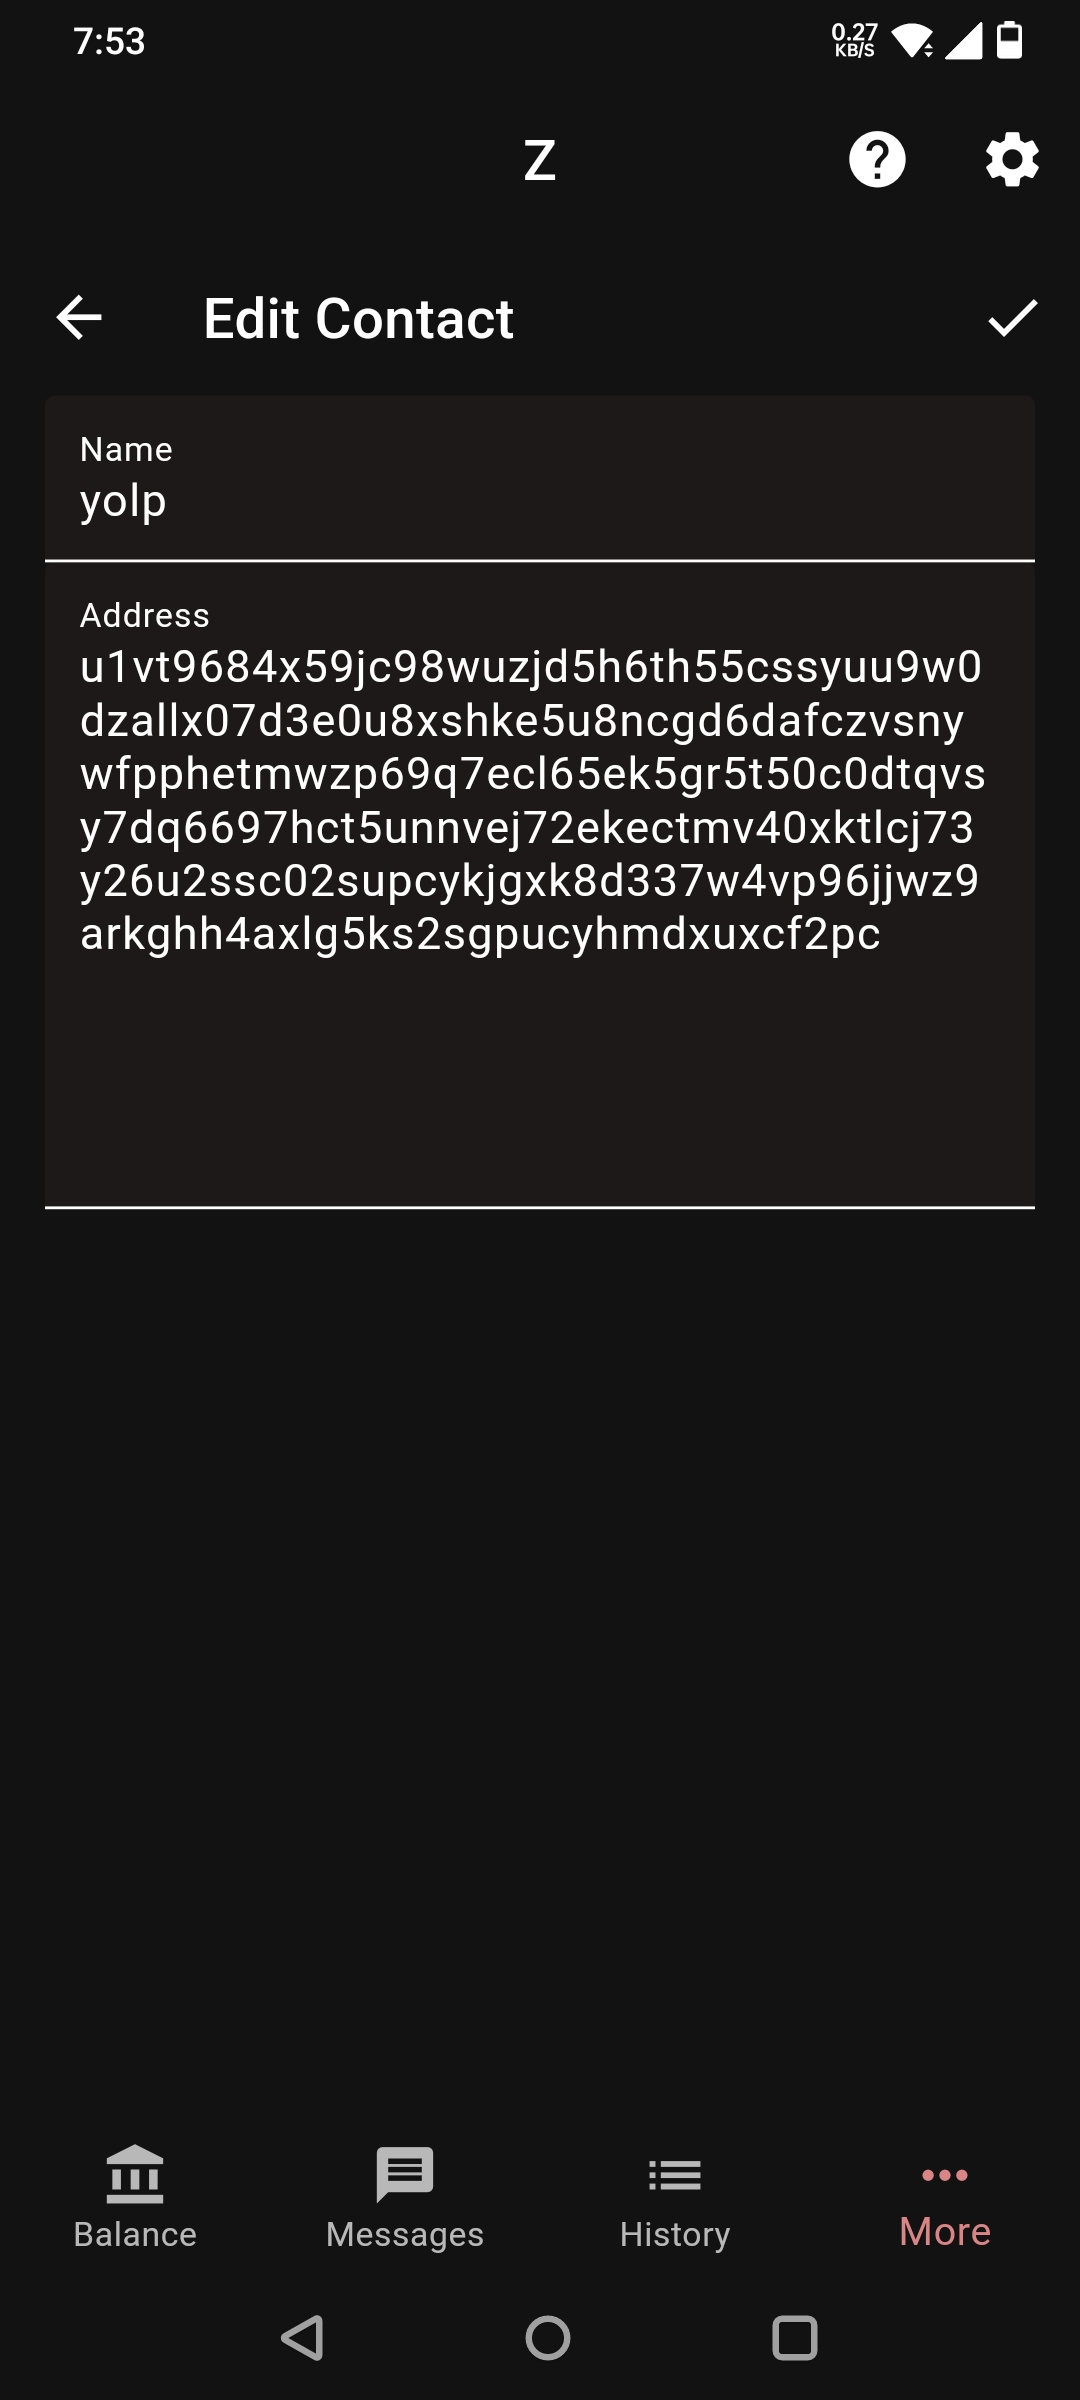 7:53
0.27
KB/S
Z
Edit Contact
Name
yolp
Address
u1vt9684x59jc98wuzjd5h6th55cssyuu9w0
dzallx07d3e0u8xshke5u8ncgd6dafczvsny
wfpphetmwzp69q7ecl65ek5gr5t50c0dtqvs
y7dq6697hct5unnvej72ekectmv40xktlcj73
y26u2ssc02supcykjgxk8d337w4vp96jjwz9
arkghh4axlg5ks2sgpucyhmdxuxcf2pc
Balance
Messages
History
More